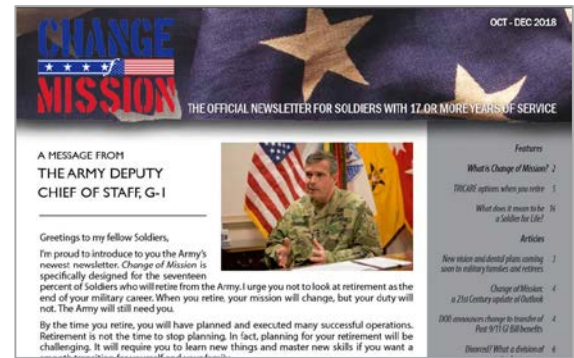 OCT - DEC 2018
CHANGE
of
MISSION
THE OFFICIAL NEWSLETTER FOR SOLDIERS WITH 17 OR MORE YEARS OF SERVICE
A MESSAGE FROM
THE ARMY DEPUTY
CHIEF OF STAFF, G-1
Greetings to my fellow Soldiers,
I'm proud to introduce to you the Army's
newest newsletter. Change of Mission is
specifically designed for the seventeen
percent of Soldiers who will retire from the Army. I urge you not to look at retirement as the
end of your military career. When you retire, your mission will change, but your duty will
not. The Army will still need you.
By the time you retire, you will have planned and executed many successful operations.
Retirement is not the time to stop planning. In fact, planning for your retirement will be
challenging. It will require you to learn new things and master new skills if you want a
smooth transition for yourself and your family.
Features
What is Change of Mission? 2
TRICARE options when you retire 5
What does it mean to be 16
a Soldier for Life?
Articles
New vision and dental plans coming 3
soon to military families and retirees
Change of Mission: 4
a 21st Century update of Outlook
DOD announces change to transfer of 4
Post 9/11 GI Bill benefits
Divorced? What a division of 6